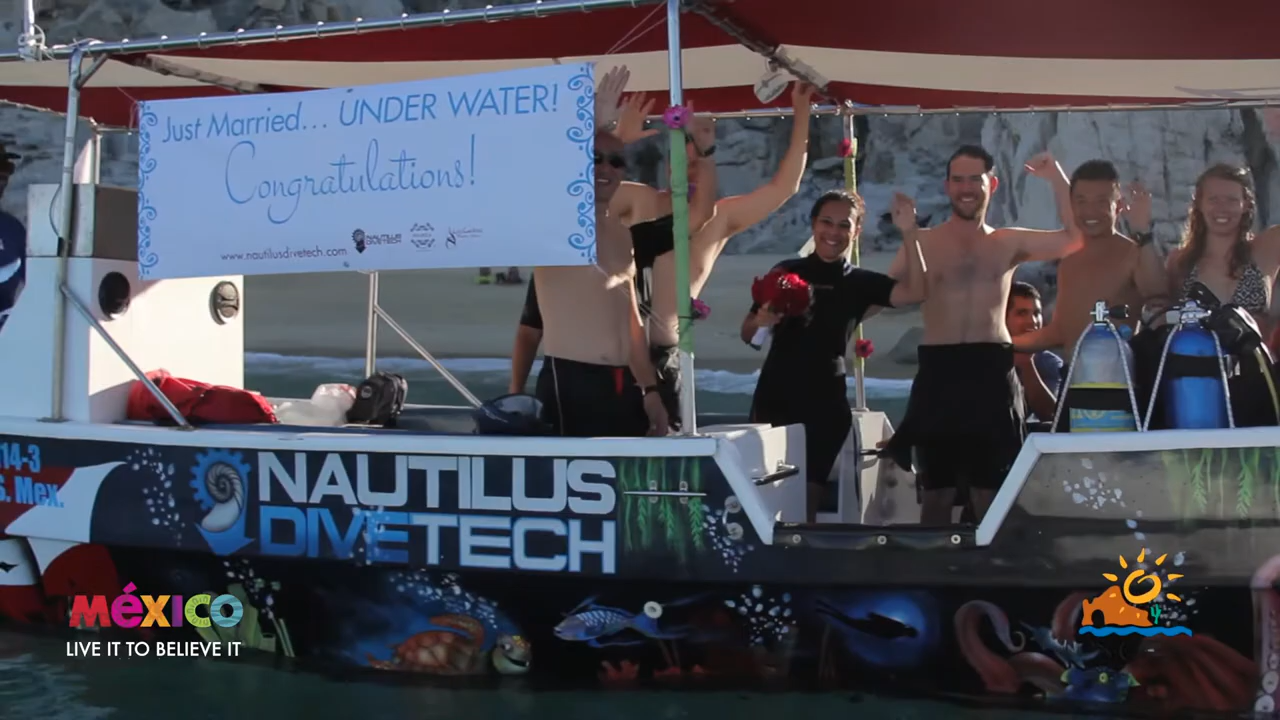 Just Married... UNDER WATER!
Congratulations!
www.nautilusdivetech.com
14-3
S. Mex.
NAUTILUS
DIVETECH
MÉXICO
LIVE IT TO BELIEVE IT